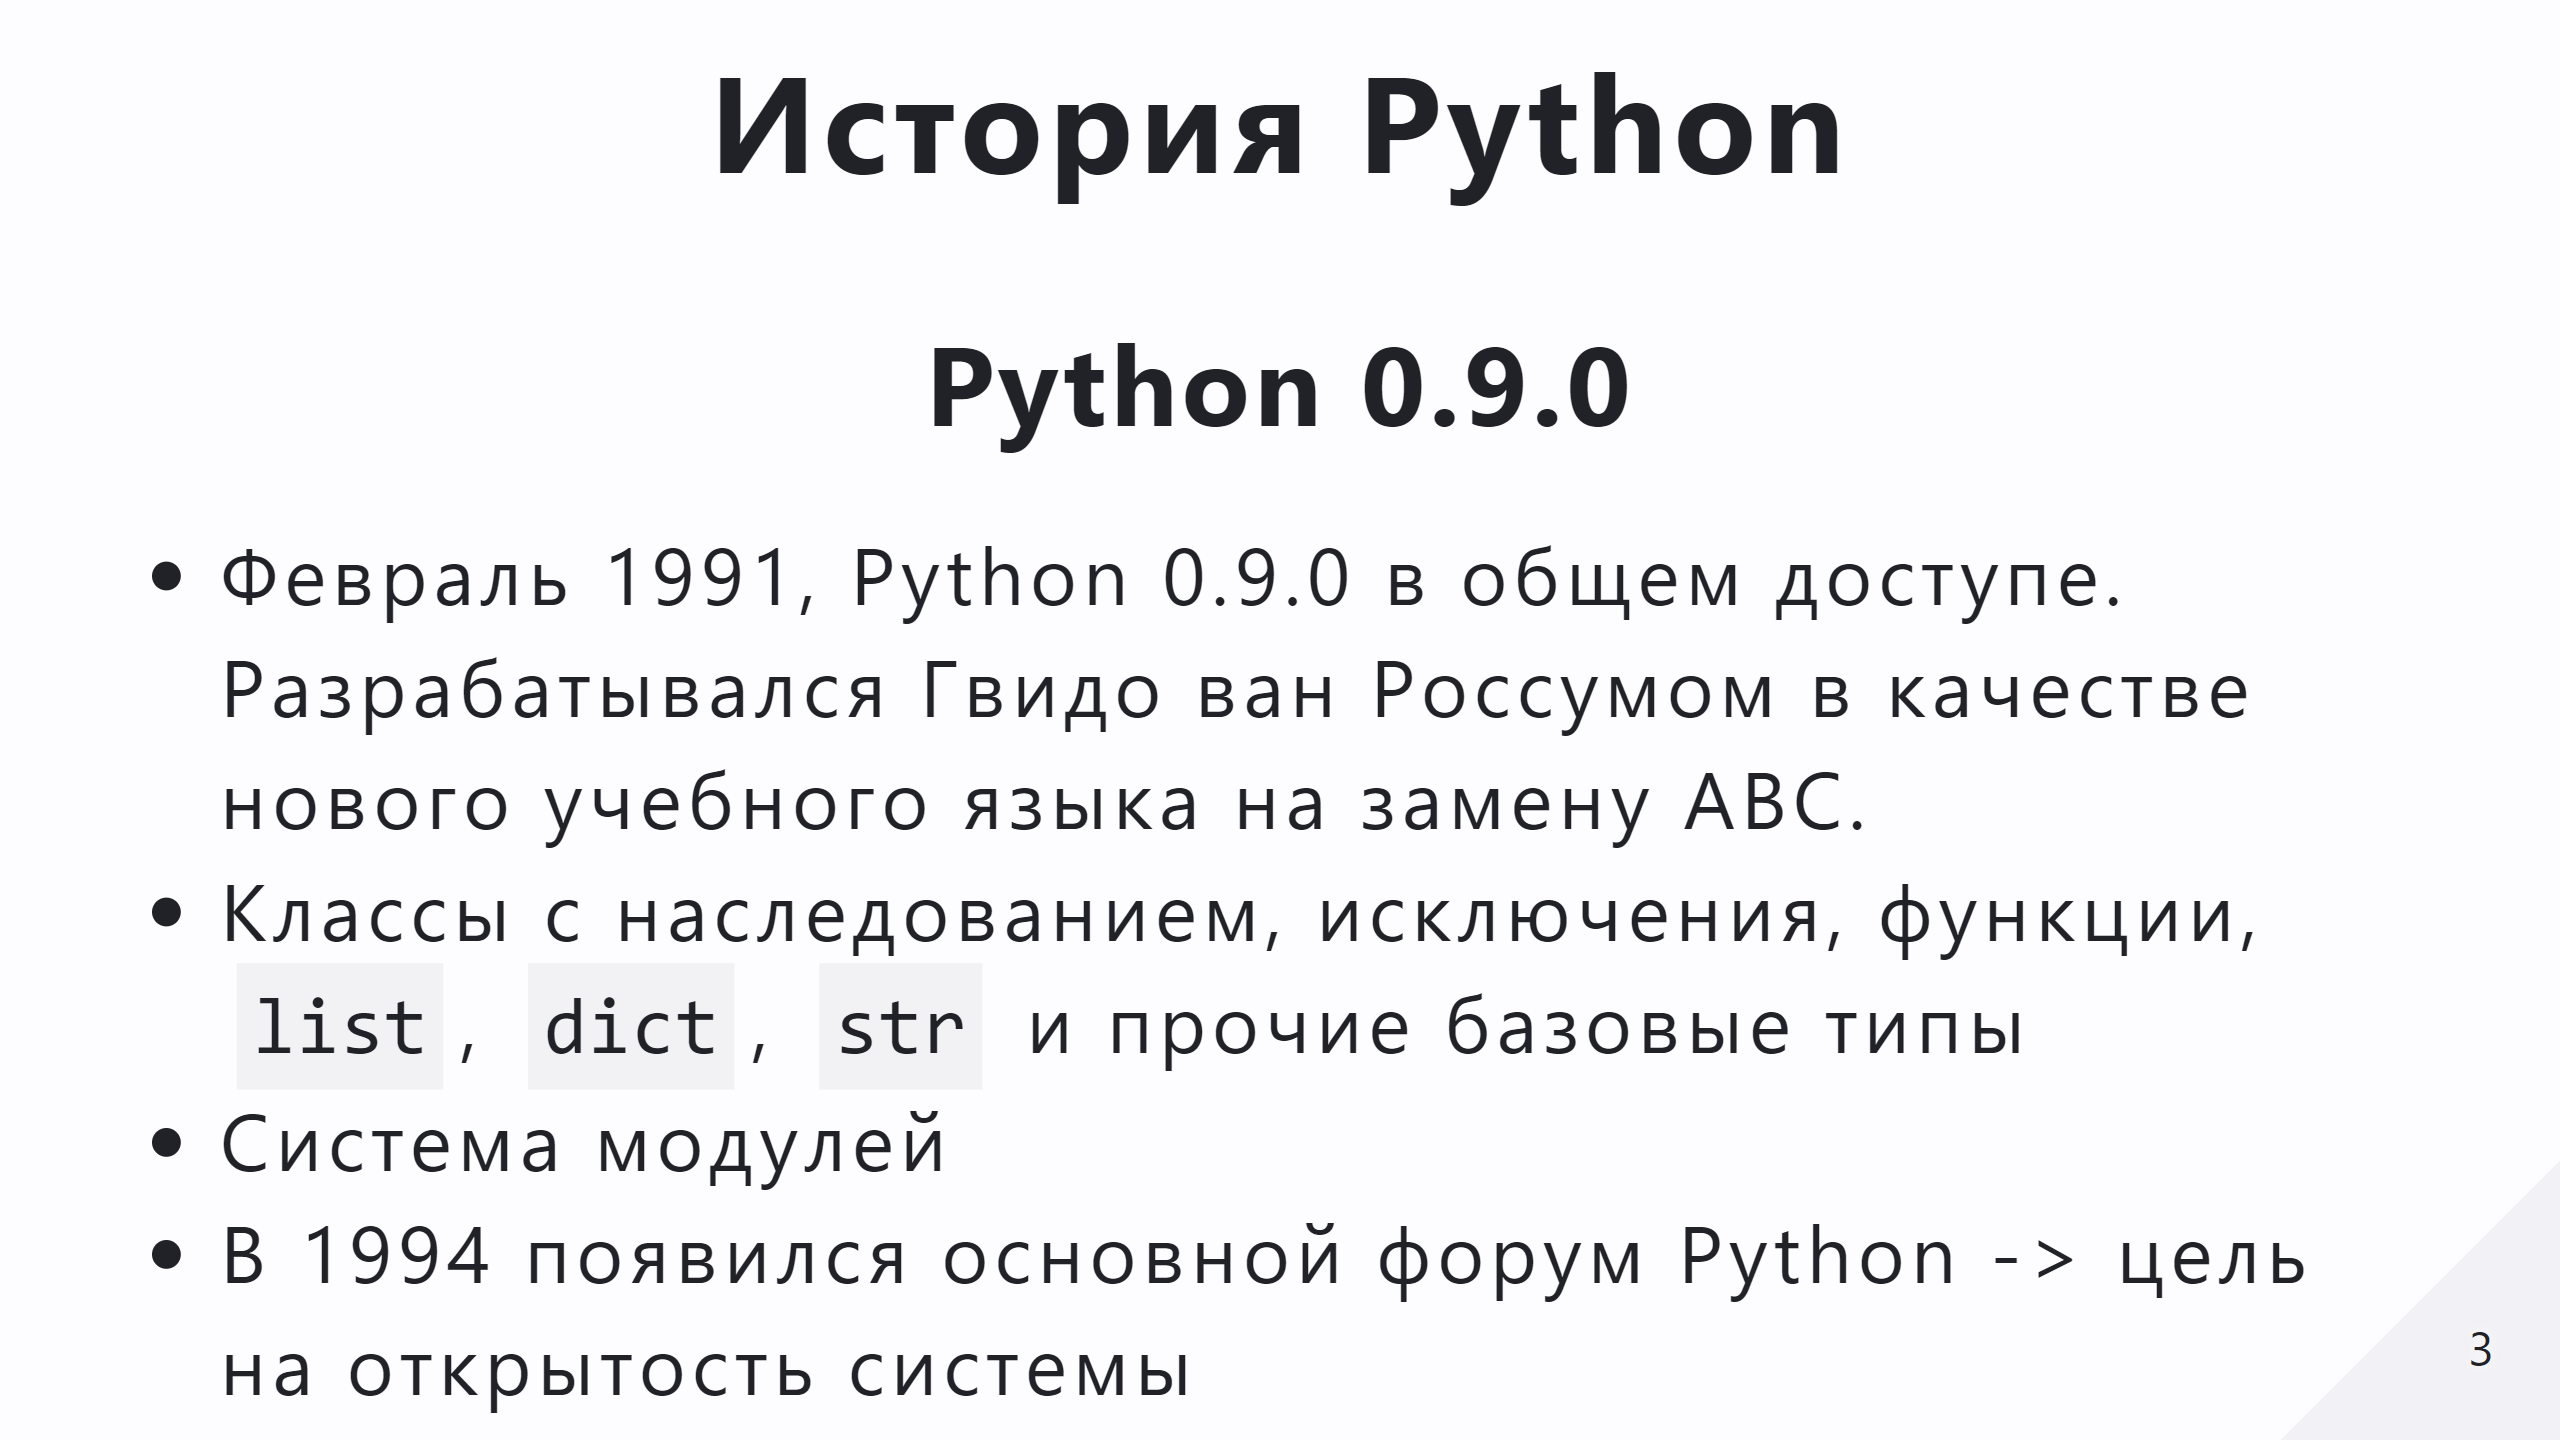 История Python
Python 0.9.0
• Февраль 1991, Python 0.9.0 в общем доступе.
Разрабатывался Гвидо ван Россумом в качестве
нового учебного языка на замену ABC.
• Классы с наследованием, исключения, функции,
list, dict, str и прочие базовые типы
• Система модулей
• В 1994 появился основной форум Python -> цель
на открытость системы
3